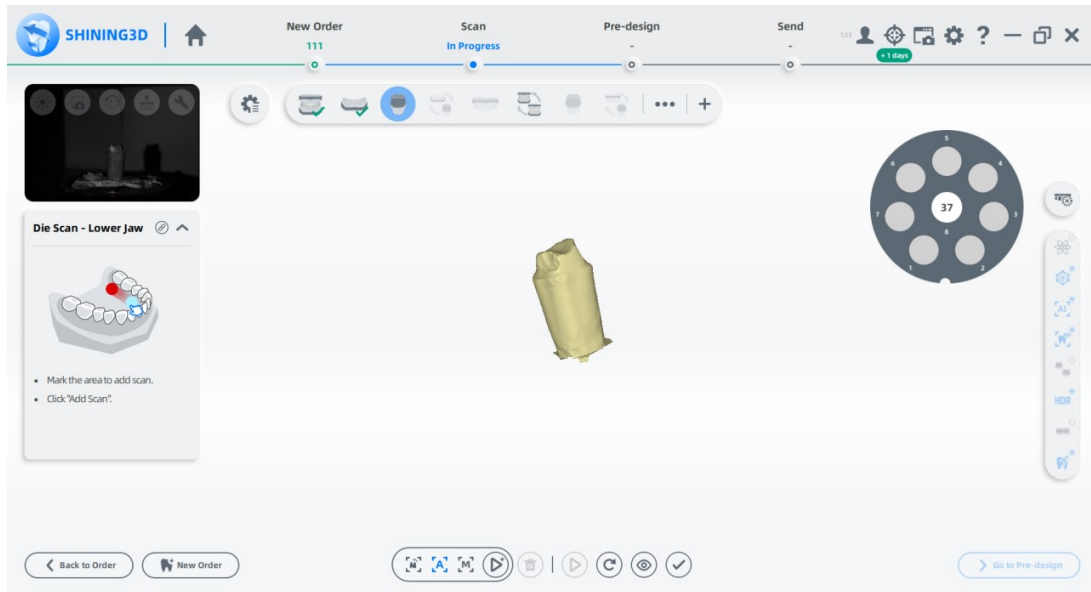 SHINING3D
New Order
111
Scan
In Progress
Pre-design
-
Send
-
123
+ 1 days
5
6
4
37
7
3
8
1
2
Die Scan - Lower Jaw
• Mark the area to add scan.
• Click "Add Scan".
AI
HDR
[A]
[M]
Back to Order
New Order
Go to Pre-design